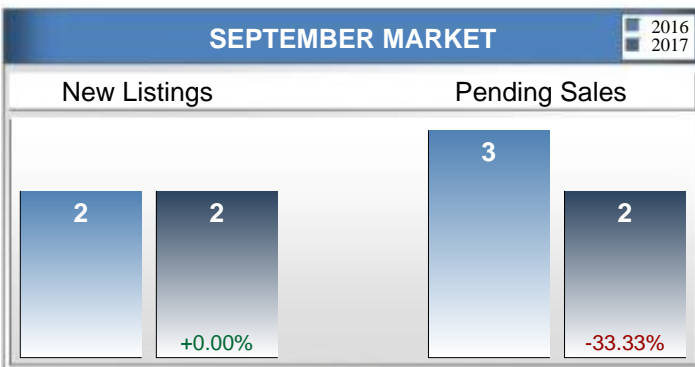 SEPTEMBER MARKET
2016
2017
New Listings
Pending Sales
2
2
+0.00%
3
2
-33.33%